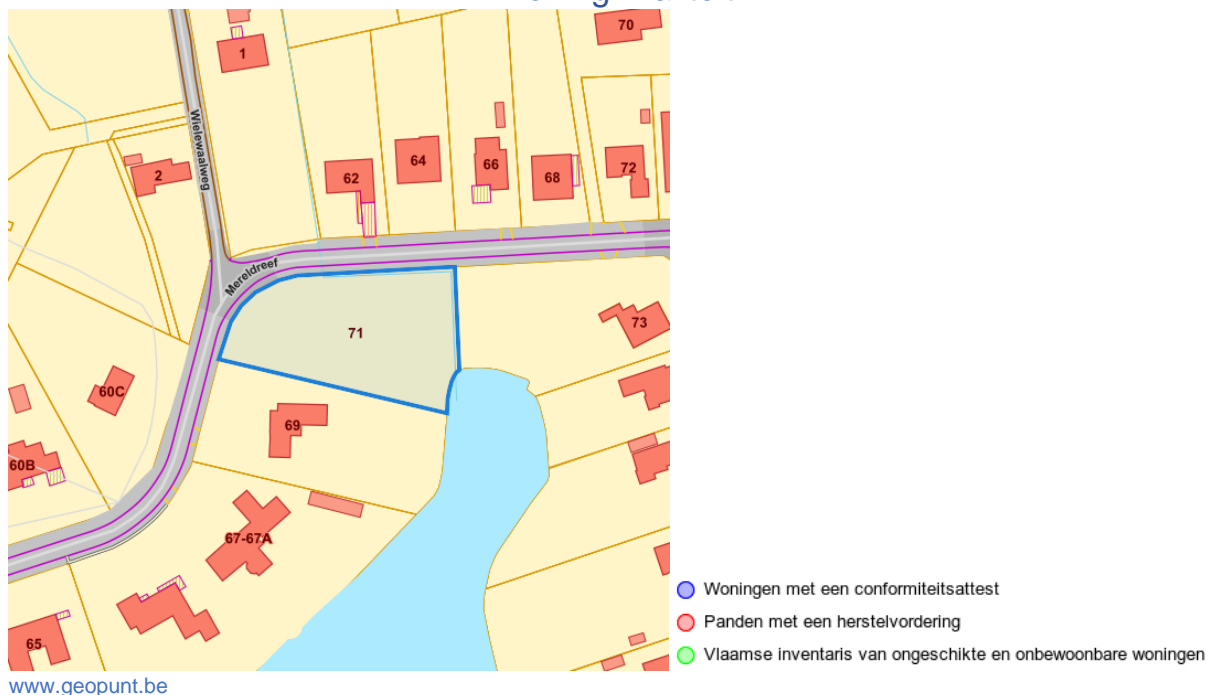 70
1
Wielewaalweg
64
66
62
68
72
2
Mereldreef
71
73
60C
69
60B
67-67A
65
Woningen met een conformiteitsattest
Panden met een herstelvordering
Vlaamse inventaris van ongeschikte en onbewoonbare woningen
www.geopunt.be